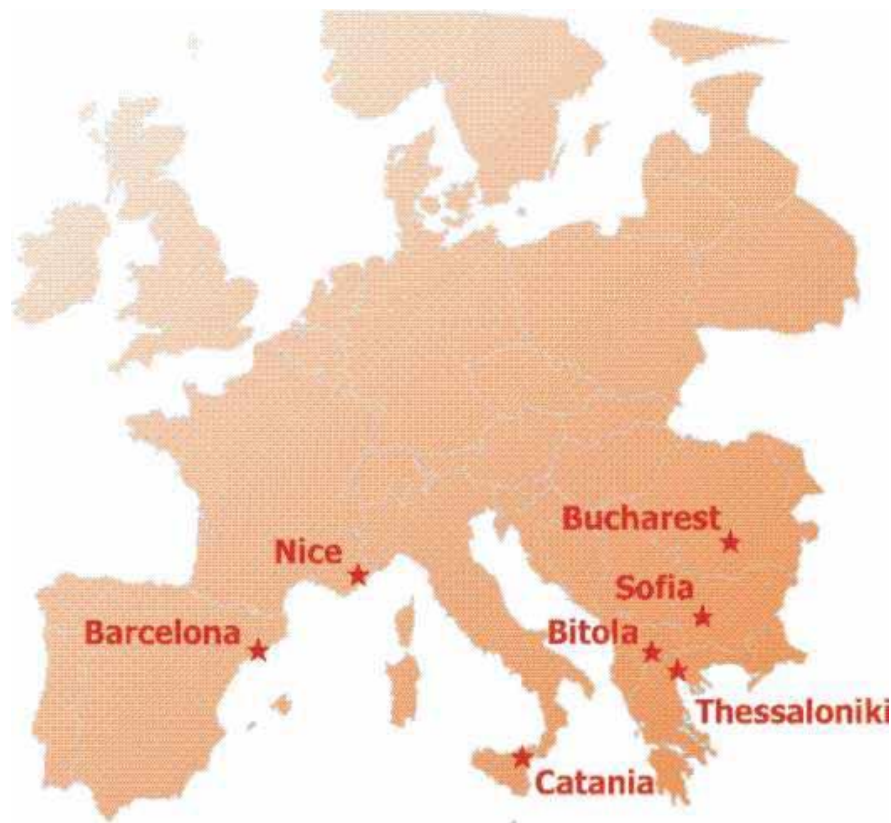 Bucharest
Nice
Sofia
Barcelona
Bitola
Thessaloniki
Catania